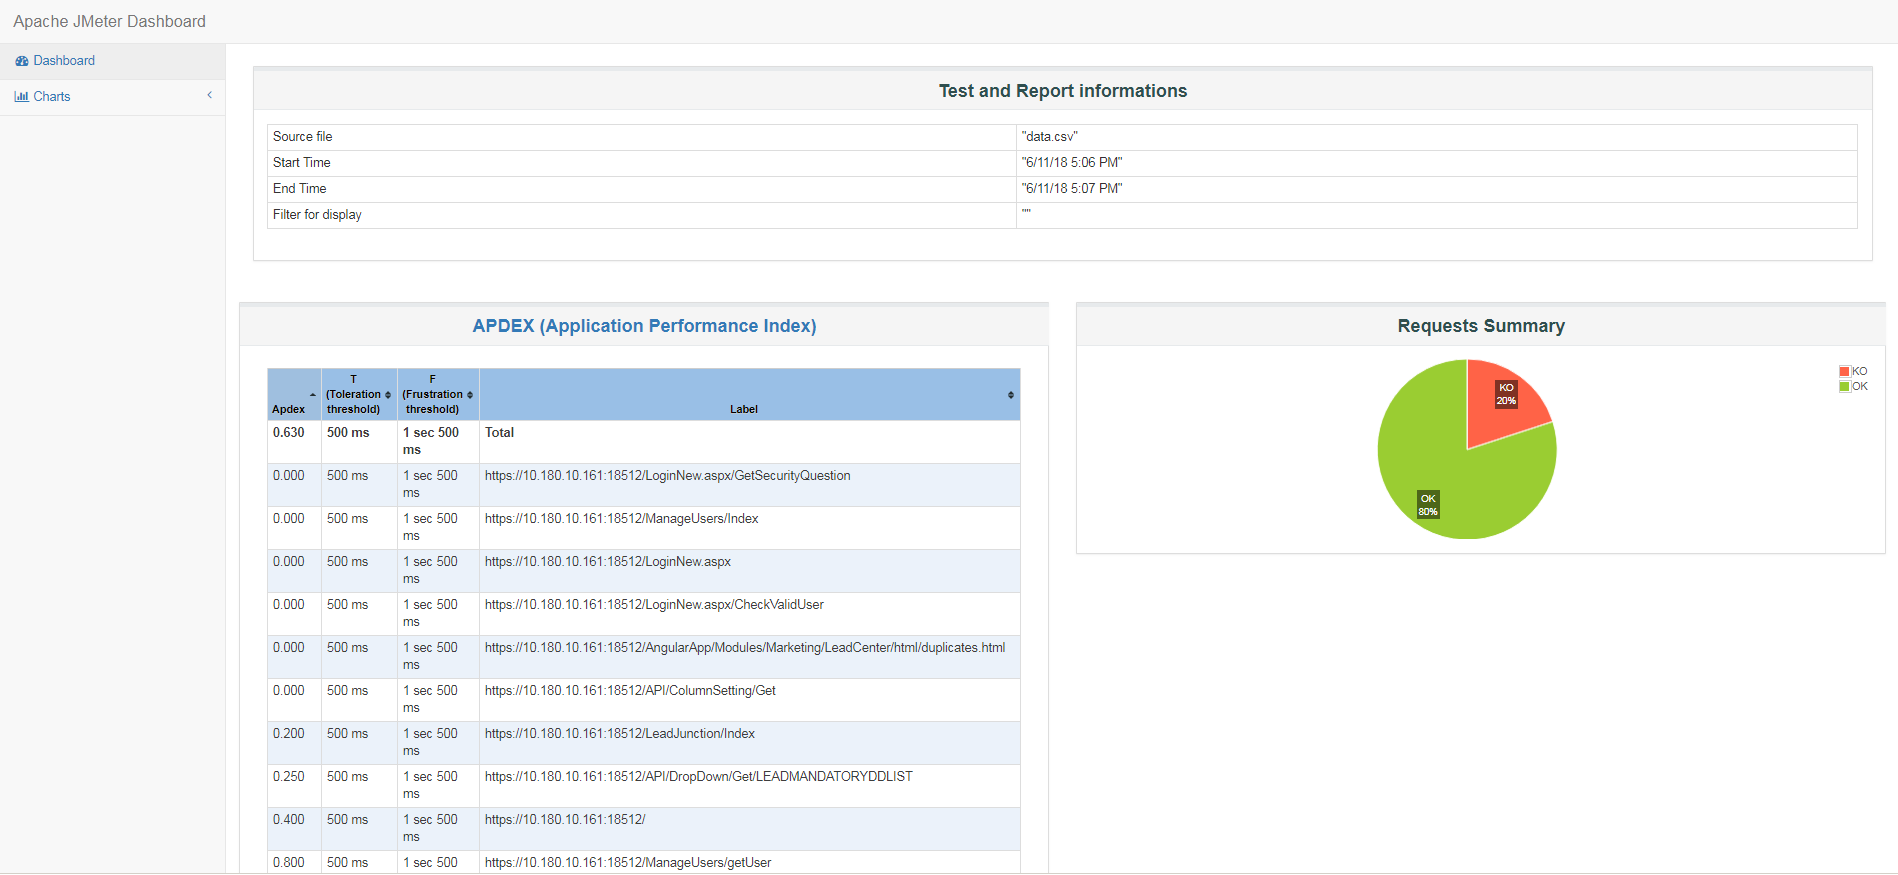 Apache JMeter Dashboard
Dashboard
Charts
Test and Report informations
Source file "data.csv"
Start Time "6/11/18 5:06 PM"
End Time "6/11/18 5:07 PM"
Filter for display ""
APDEX (Application Performance Index)
Apdex T (Toleration threshold) F (Frustration threshold) Label
0.630 500 ms 1 sec 500 ms Total
0.000 500 ms 1 sec 500 ms https://10.180.10.161:18512/LoginNew.aspx/GetSecurityQuestion
0.000 500 ms 1 sec 500 ms https://10.180.10.161:18512/ManageUsers/Index
0.000 500 ms 1 sec 500 ms https://10.180.10.161:18512/LoginNew.aspx
0.000 500 ms 1 sec 500 ms https://10.180.10.161:18512/LoginNew.aspx/CheckValidUser
0.000 500 ms 1 sec 500 ms https://10.180.10.161:18512/AngularApp/Modules/Marketing/LeadCenter/html/duplicates.html
0.000 500 ms 1 sec 500 ms https://10.180.10.161:18512/API/ColumnSetting/Get
0.200 500 ms 1 sec 500 ms https://10.180.10.161:18512/LeadJunction/Index
0.250 500 ms 1 sec 500 ms https://10.180.10.161:18512/API/DropDown/Get/LEADMANDATORYDDLIST
0.400 500 ms 1 sec 500 ms https://10.180.10.161:18512/
0.800 500 ms 1 sec 500 https://10.180.10.161:18512/ManageUsers/getUser
Requests Summary
KO
OK
KO
20%
OK
80%